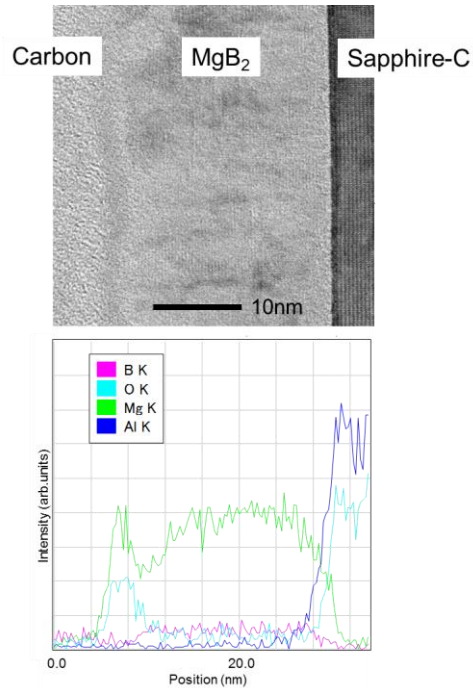 Carbon MgB₂ Sapphire-C
10nm
B K
O K
Mg K
Al K
Intensity (arb.units)
0.0 20.0
Position (nm)